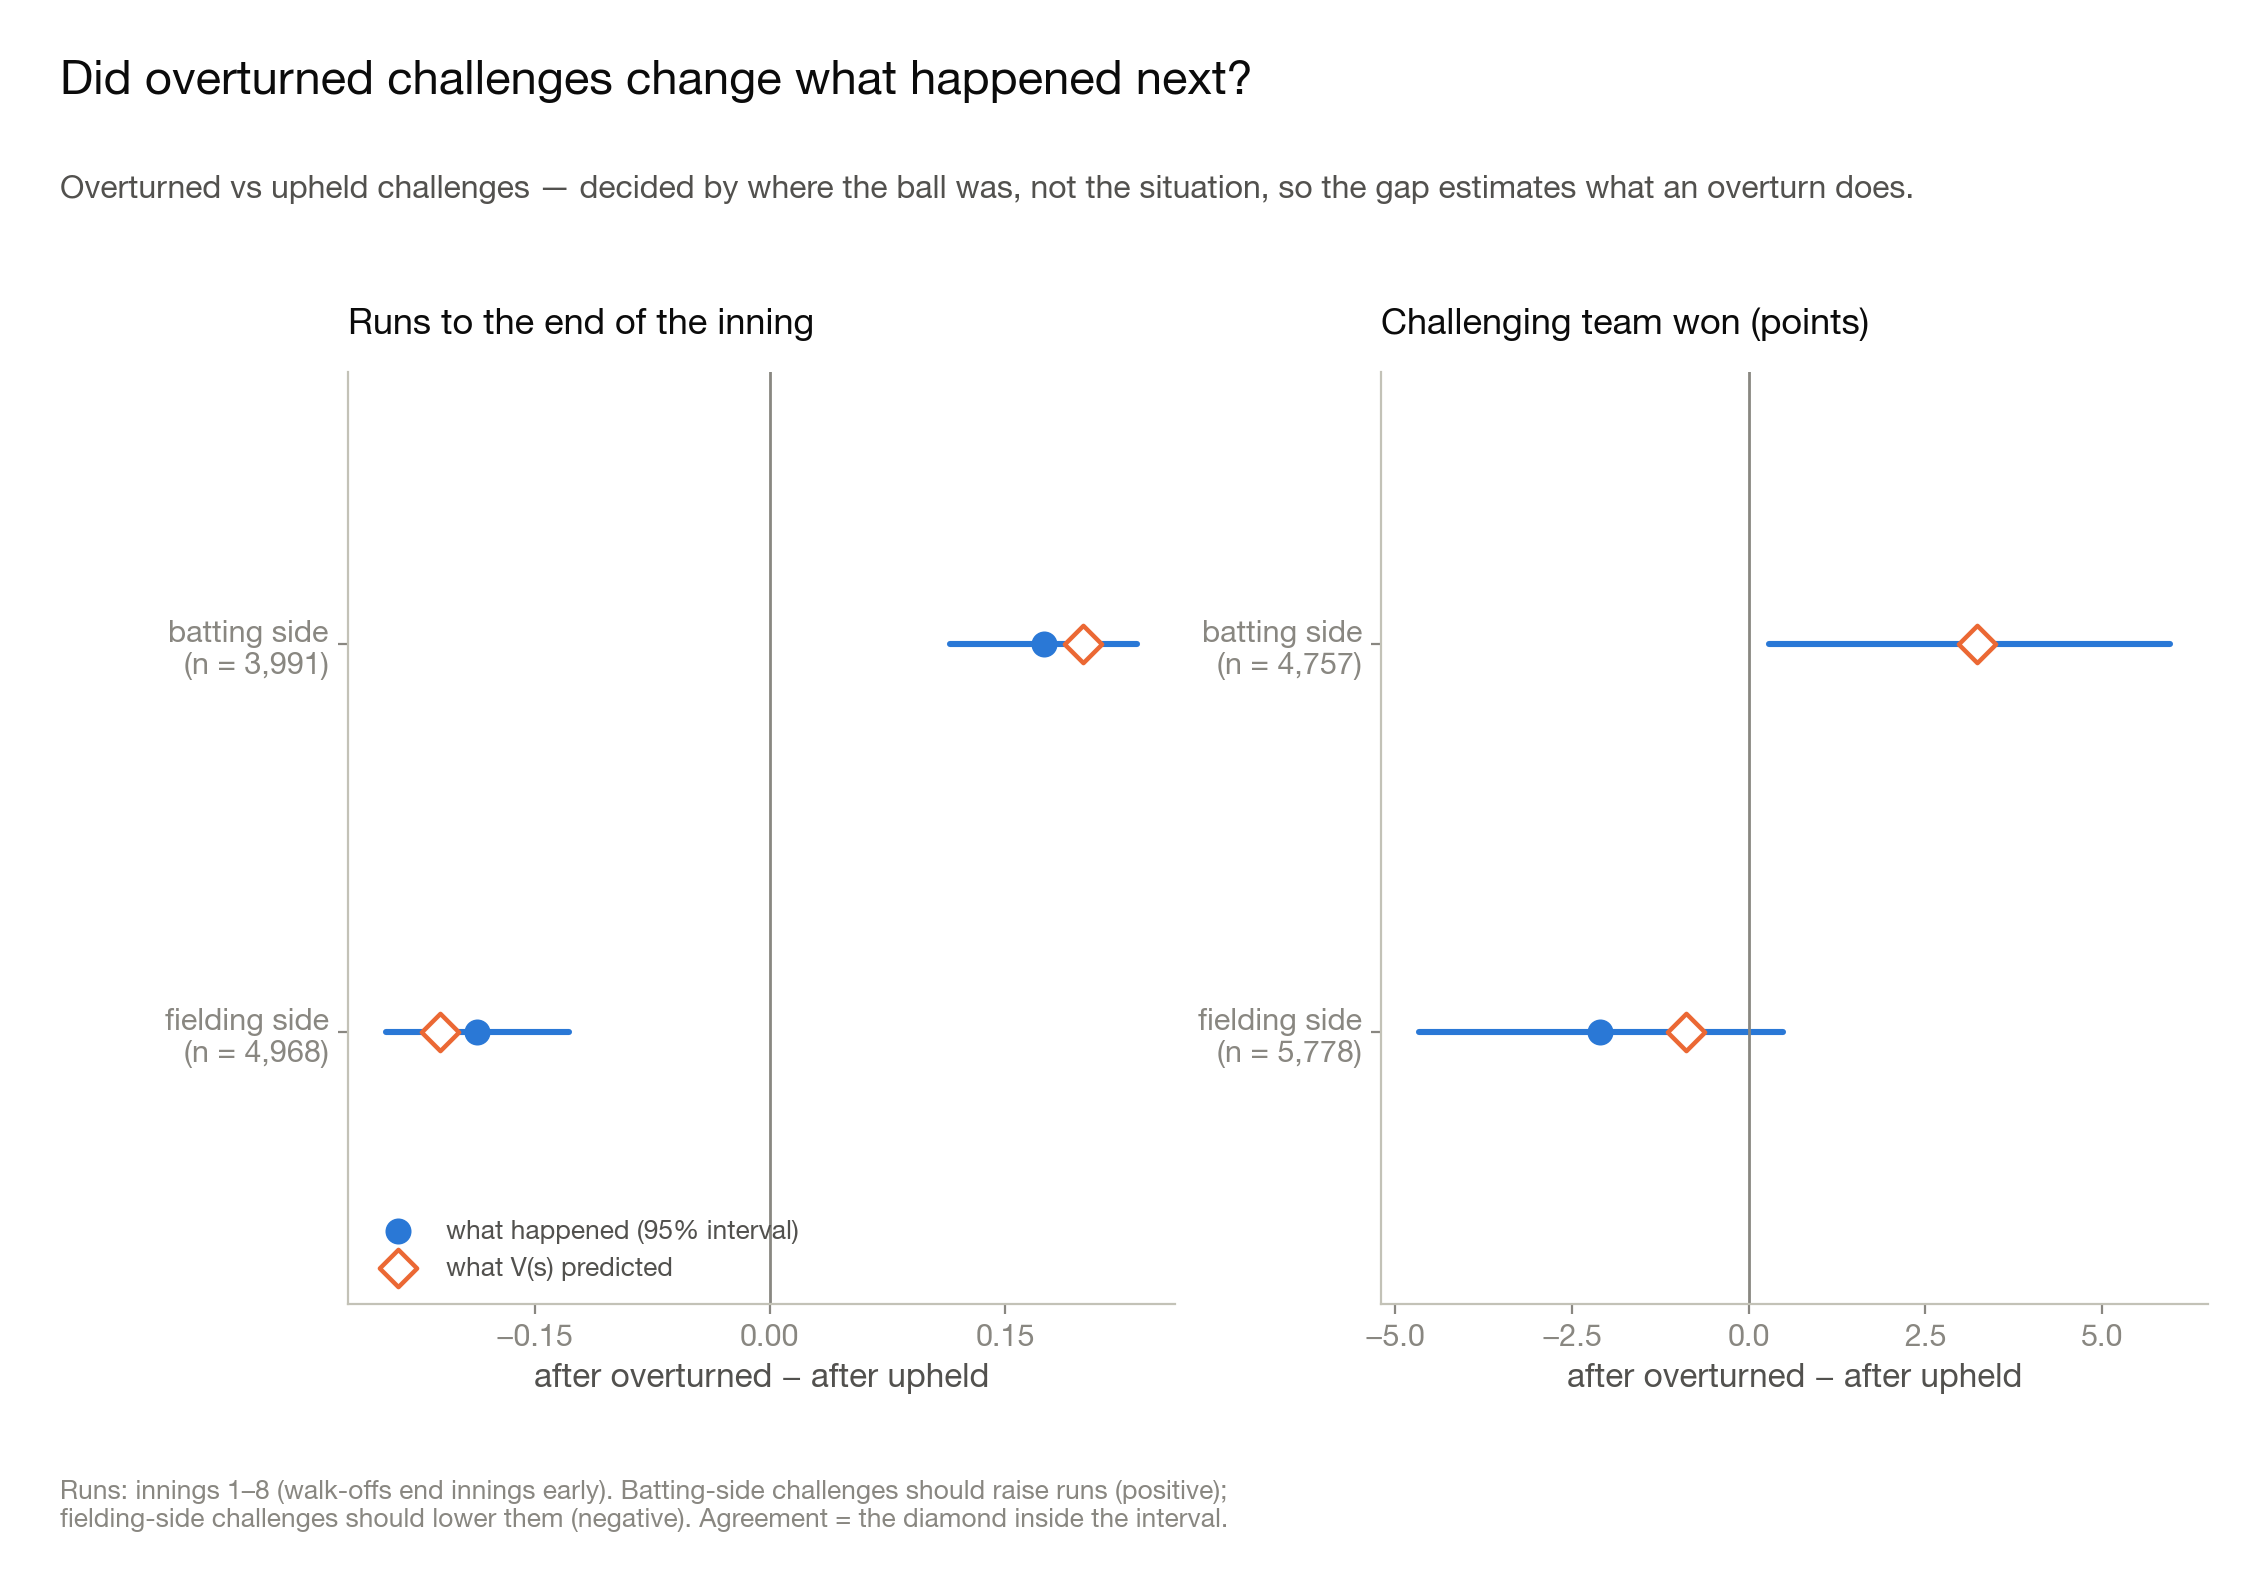 Did overturned challenges change what happened next?
Overturned vs upheld challenges — decided by where the ball was, not the situation, so the gap estimates what an overturn does.
Runs to the end of the inning
batting side
(n = 3,991)
fielding side
(n = 4,968)
what happened (95% interval)
what V(s) predicted
−0.15
0.00
0.15
after overturned − after upheld
Challenging team won (points)
batting side
(n = 4,757)
fielding side
(n = 5,778)
−5.0
−2.5
0.0
2.5
5.0
after overturned − after upheld
Runs: innings 1–8 (walk-offs end innings early). Batting-side challenges should raise runs (positive);
fielding-side challenges should lower them (negative). Agreement = the diamond inside the interval.